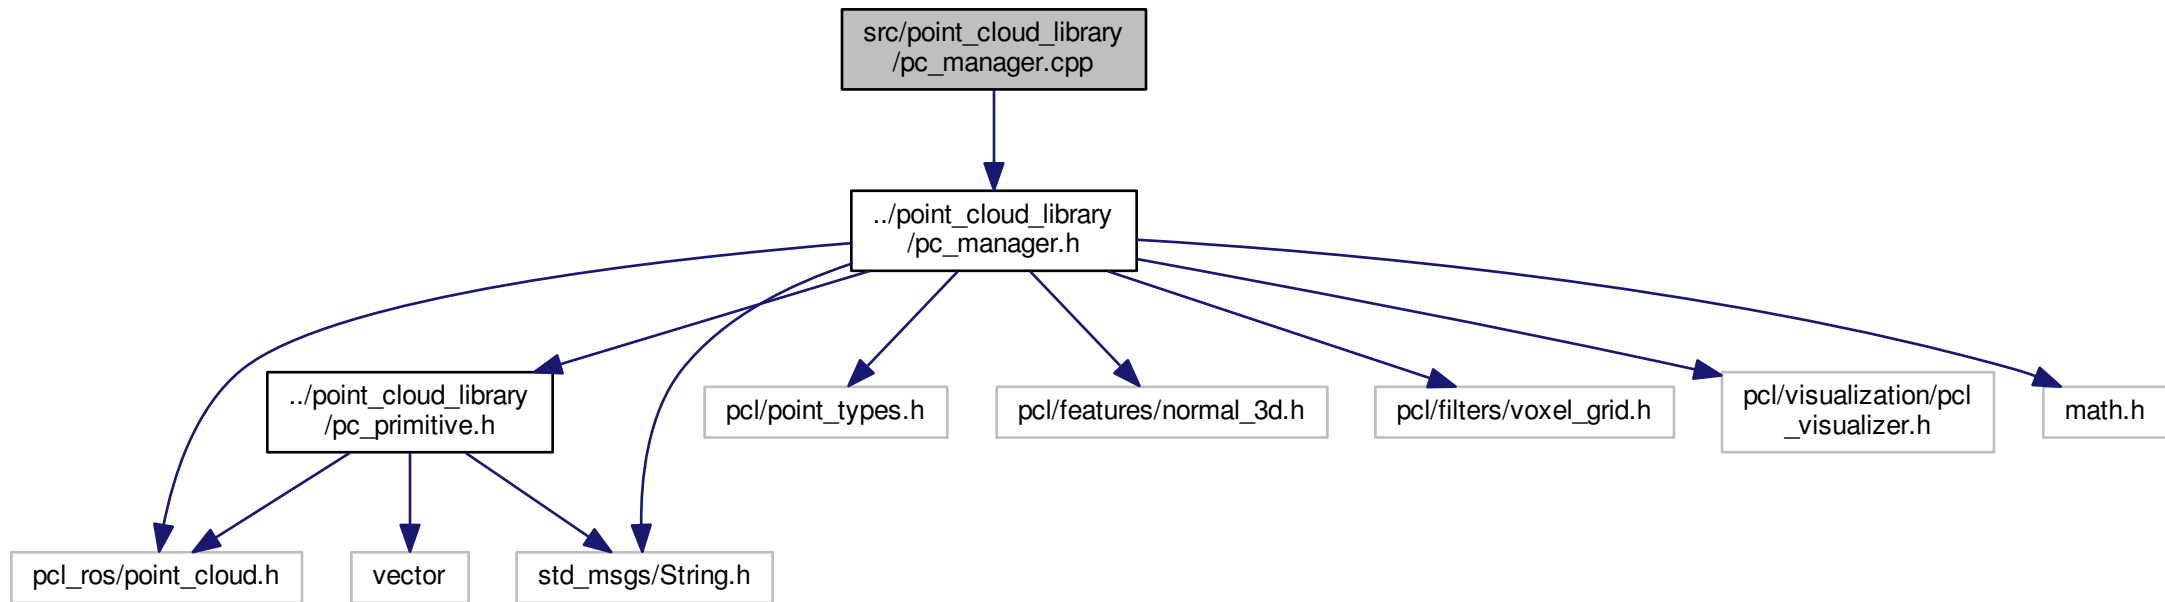 src/point_cloud_library
/pc_manager.cpp
../point_cloud_library
/pc_manager.h
../point_cloud_library
/pc_primitive.h
pcl/point_types.h
pcl/features/normal_3d.h
pcl/filters/voxel_grid.h
pcl/visualization/pcl
_visualizer.h
math.h
pcl_ros/point_cloud.h
vector
std_msgs/String.h